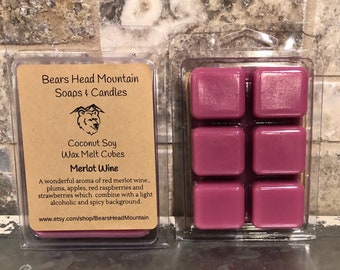 Bears Head Mountain
Soaps & Candles
Coconut Soy
Wax Melt Cubes
Merlot Wine
A wonderful aroma of red merlot wine.,
plums, apples, red raspberries and
strawberries which combine with a light
alcoholic and spicy background.
www.etsy.com/shop/BearsHeadMountain